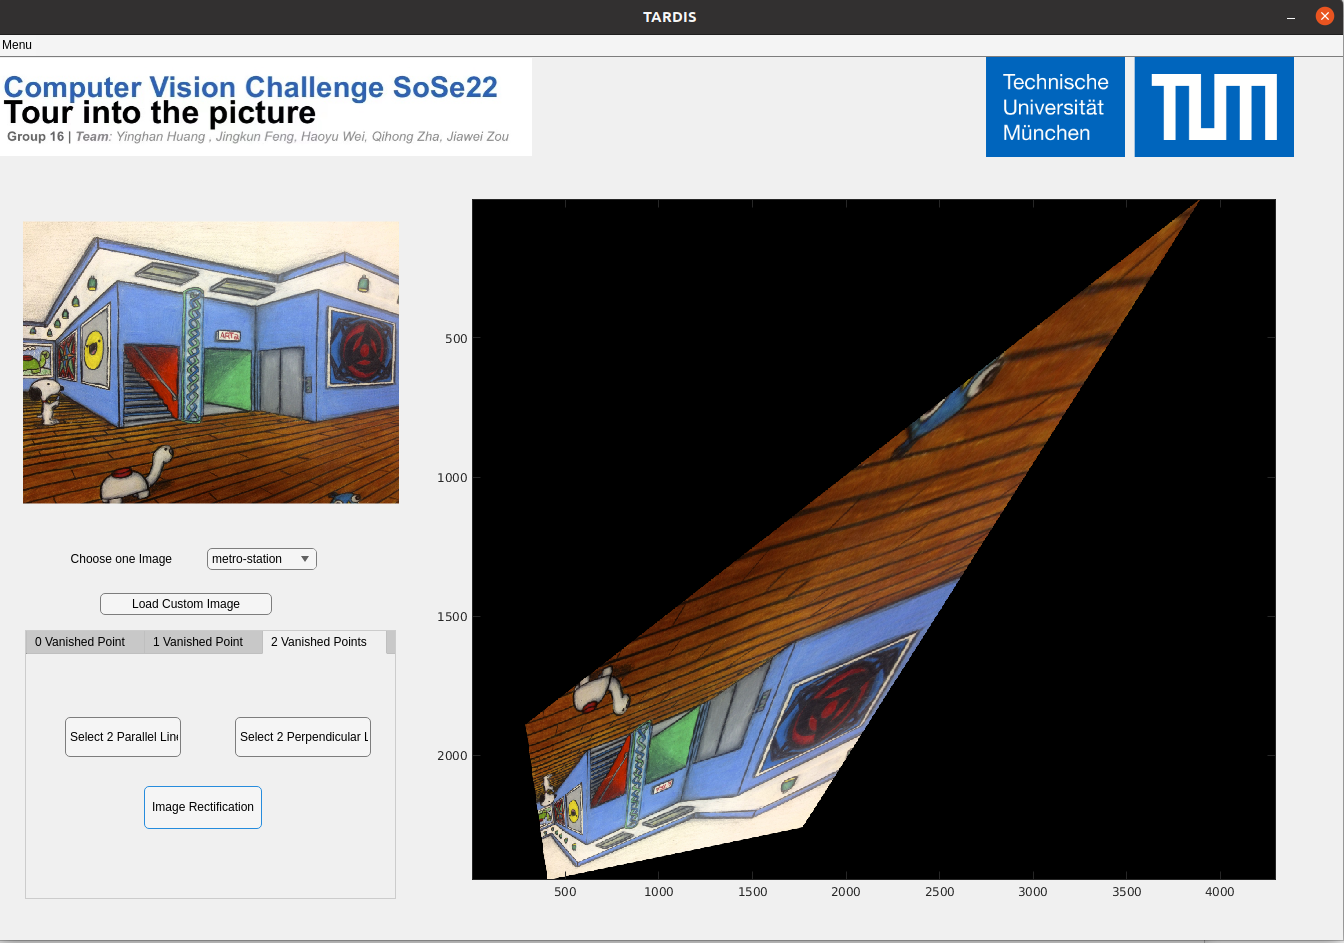 TARDIS
Menu
Computer Vision Challenge SoSe22
Tour into the picture
Group 16 | Team: Yinghan Huang , Jingkun Feng, Haoyu Wei, Qihong Zha, Jiawei Zou
Technische
Universität
München
TUM
Choose one Image
metro-station
Load Custom Image
0 Vanished Point
1 Vanished Point
2 Vanished Points
Select 2 Parallel Line
Select 2 Perpendicular L
Image Rectification
500
1000
1500
2000
500
1000
1500
2000
2500
3000
3500
4000